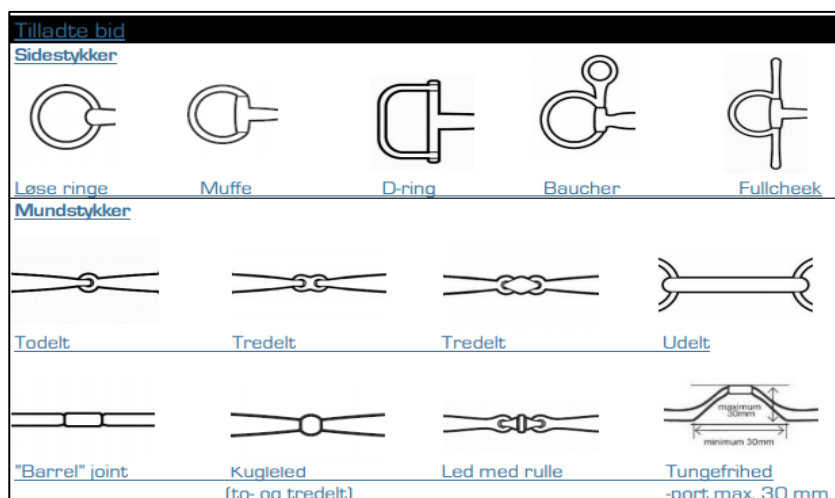 Tilladte bid
Sidestykker
Løse ringe Muffe D-ring Baucher Fullcheek
Mundstykker
Todelt Tredelt Tredelt Udelt
maximum
30mm
minimum 30mm
"Barrel" joint Kugleled Led med rulle Tungefrihed
(to- og tredelt) -port max. 30 mm